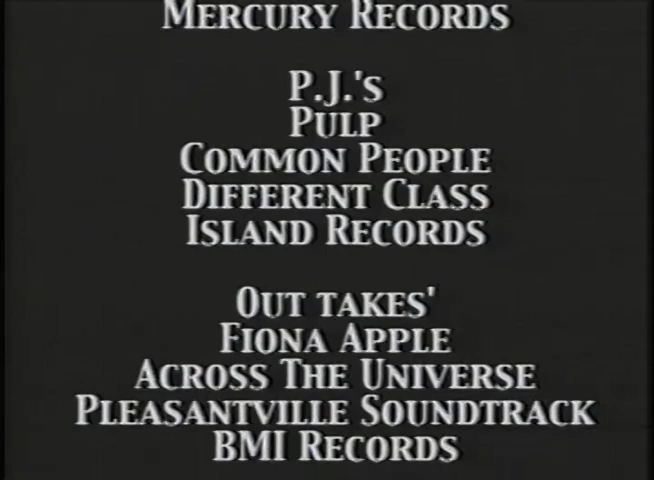 MERCURY RECORDS
P.J.'S
PULP
COMMON PEOPLE
DIFFERENT CLASS
ISLAND RECORDS
OUT TAKES'
FIONA APPLE
ACROSS THE UNIVERSE
PLEASANTVILLE SOUNDTRACK
BMI RECORDS